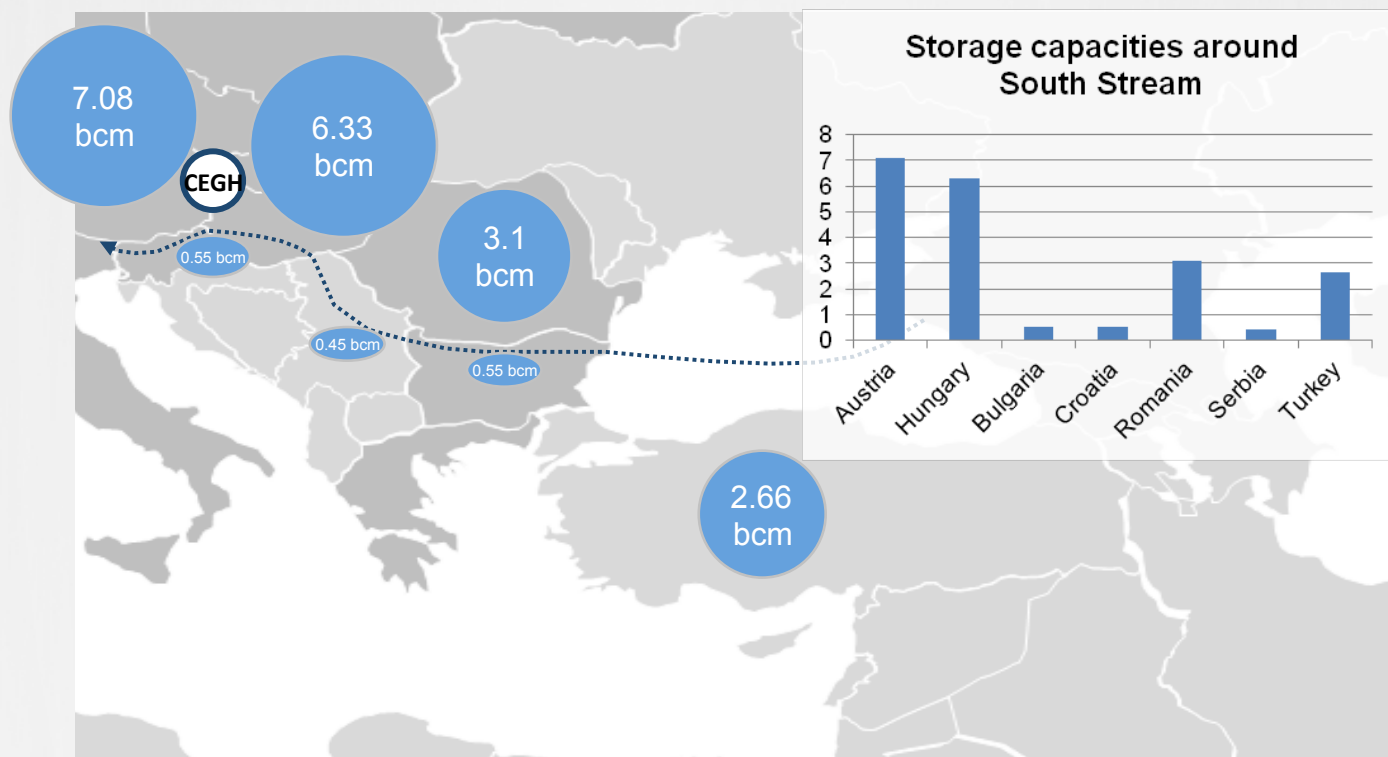 7.08
bcm
6.33
bcm
CEGH
3.1
bcm
0.55 bcm
0.45 bcm
0.55 bcm
2.66
bcm
Storage capacities around
South Stream
8
7
6
5
4
3
2
1
0
Austria
Hungary
Bulgaria
Croatia
Romania
Serbia
Turkey